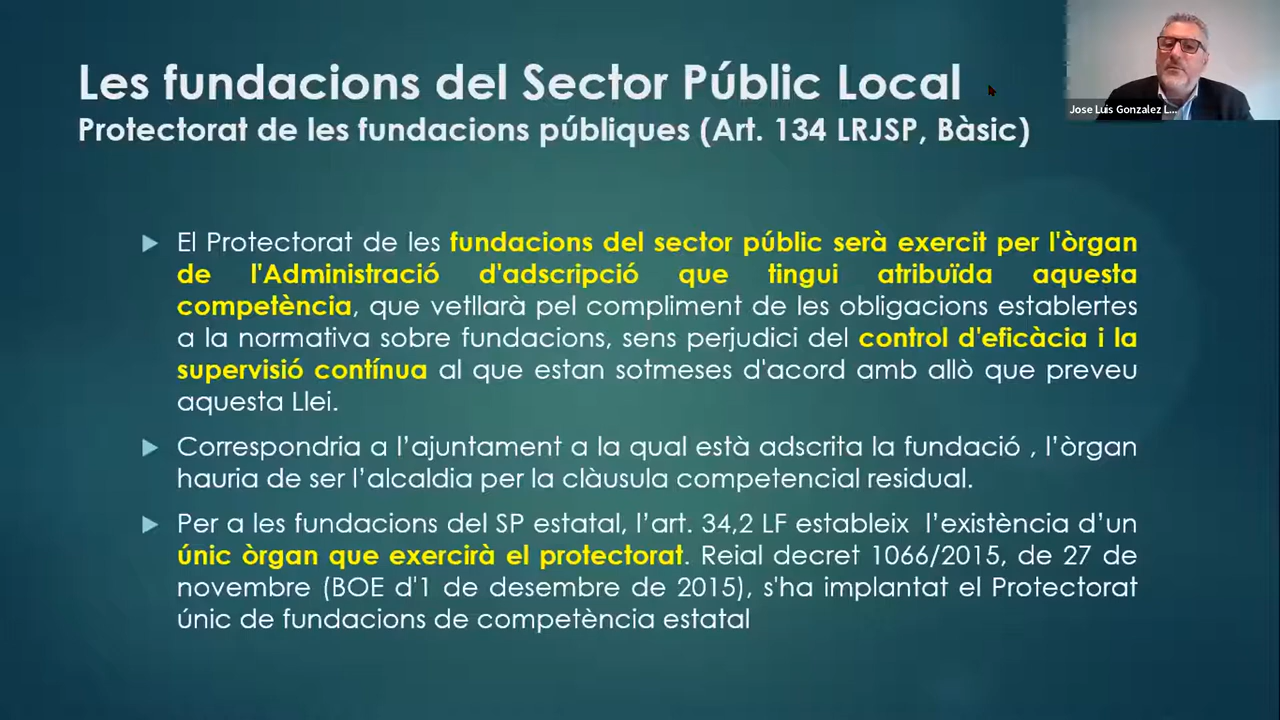 Les fundacions del Sector Públic Local
Protectorat de les fundacions públiques (Art. 134 LRJSP, Bàsic)
Jose Luis Gonzalez L...
El Protectorat de les fundacions del sector públic serà exercit per l'òrgan
de l'Administració d'adscripció que tingui atribuïda aquesta
competència, que vetllarà pel compliment de les obligacions establertes
a la normativa sobre fundacions, sens perjudici del control d'eficàcia i la
supervisió contínua al que estan sotmeses d'acord amb allò que preveu
aquesta Llei.
Correspondria a l’ajuntament a la qual està adscrita la fundació , l’òrgan
hauria de ser l’alcaldia per la clàusula competencial residual.
Per a les fundacions del SP estatal, l’art. 34,2 LF estableix l’existència d’un
únic òrgan que exercirà el protectorat. Reial decret 1066/2015, de 27 de
novembre (BOE d'1 de desembre de 2015), s'ha implantat el Protectorat
únic de fundacions de competència estatal